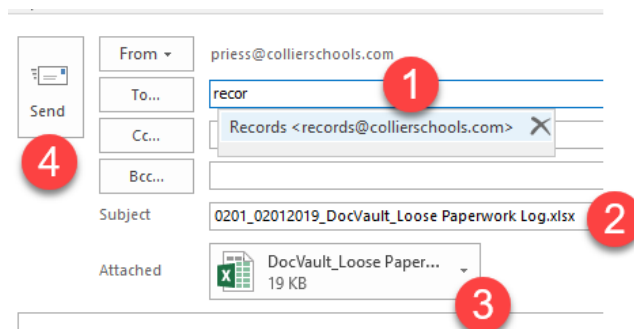 From priess@collierschools.com
1
To... recor
Send
Records <records@collierschools.com>
Cc...
4
Bcc...
Subject 0201_02012019_DocVault_Loose Paperwork Log.xlsx 2
Attached DocVault_Loose Paper...
19 KB
3